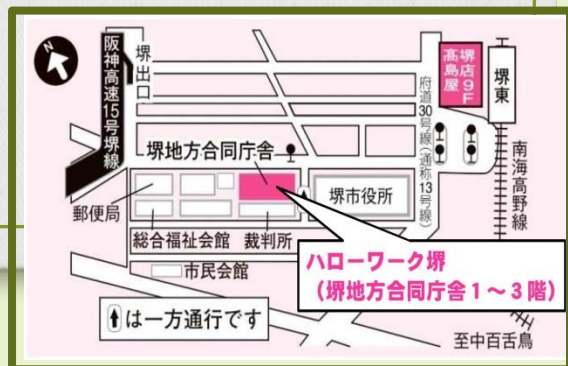 N
阪神高速15号堺線
堺出口
堺店9F
高島屋
堺東
府道30号線(通称13号線)
南海高野線
堺地方合同庁舎
郵便局
堺市役所
総合福祉会館
裁判所
市民会館
ハローワーク堺
(堺地方合同庁舎1~3階)
は一方通行です
至中百舌鳥